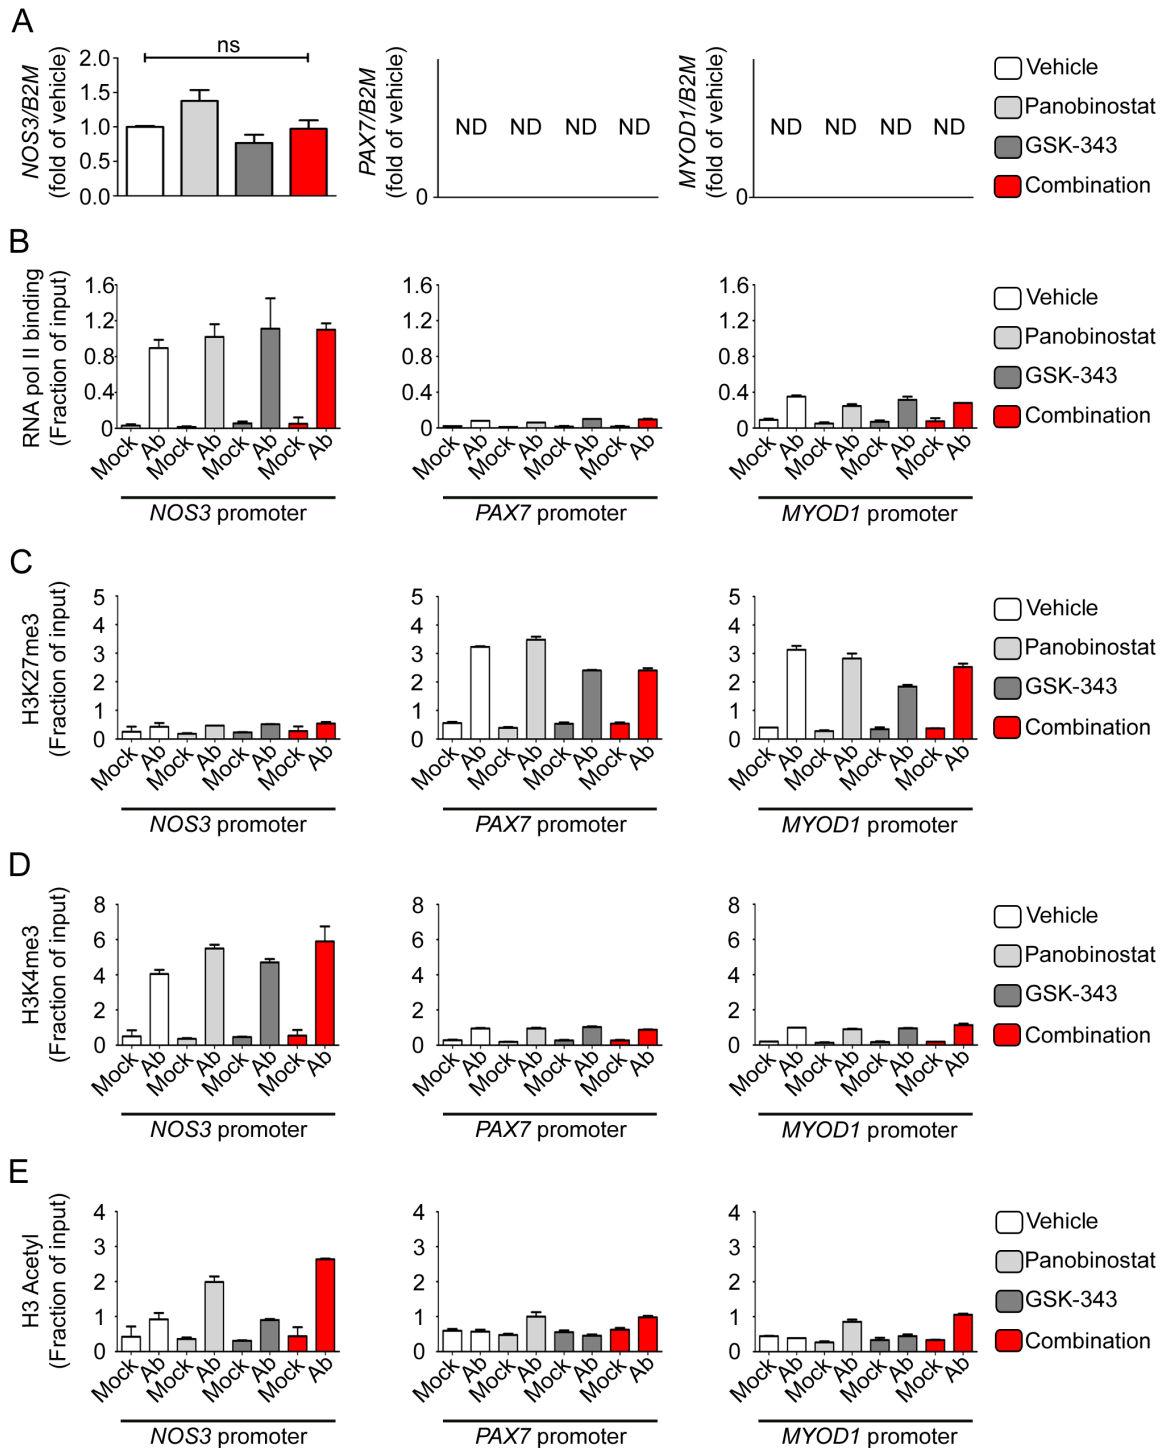 A
NOS3/B2M
(fold of vehicle)
2.0
1.5
1.0
0.5
0.0
ns
PAX7/B2M
(fold of vehicle)
0
ND ND ND ND
MYOD1/B2M
(fold of vehicle)
0
ND ND ND ND
Vehicle
Panobinostat
GSK-343
Combination
B
RNA pol II binding
(Fraction of input)
1.6
1.2
0.8
0.4
0
Mock Ab Mock Ab Mock Ab Mock Ab
NOS3 promoter
1.6
1.2
0.8
0.4
0
Mock Ab Mock Ab Mock Ab Mock Ab
PAX7 promoter
1.6
1.2
0.8
0.4
0
Mock Ab Mock Ab Mock Ab Mock Ab
MYOD1 promoter
Vehicle
Panobinostat
GSK-343
Combination
C
H3K27me3
(Fraction of input)
5
4
3
2
1
0
Mock Ab Mock Ab Mock Ab Mock Ab
NOS3 promoter
5
4
3
2
1
0
Mock Ab Mock Ab Mock Ab Mock Ab
PAX7 promoter
5
4
3
2
1
0
Mock Ab Mock Ab Mock Ab Mock Ab
MYOD1 promoter
Vehicle
Panobinostat
GSK-343
Combination
D
H3K4me3
(Fraction of input)
8
6
4
2
0
Mock Ab Mock Ab Mock Ab Mock Ab
NOS3 promoter
8
6
4
2
0
Mock Ab Mock Ab Mock Ab Mock Ab
PAX7 promoter
8
6
4
2
0
Mock Ab Mock Ab Mock Ab Mock Ab
MYOD1 promoter
Vehicle
Panobinostat
GSK-343
Combination
E
H3 Acetyl
(Fraction of input)
4
3
2
1
0
Mock Ab Mock Ab Mock Ab Mock Ab
NOS3 promoter
4
3
2
1
0
Mock Ab Mock Ab Mock Ab Mock Ab
PAX7 promoter
4
3
2
1
0
Mock Ab Mock Ab Mock Ab Mock Ab
MYOD1 promoter
Vehicle
Panobinostat
GSK-343
Combination